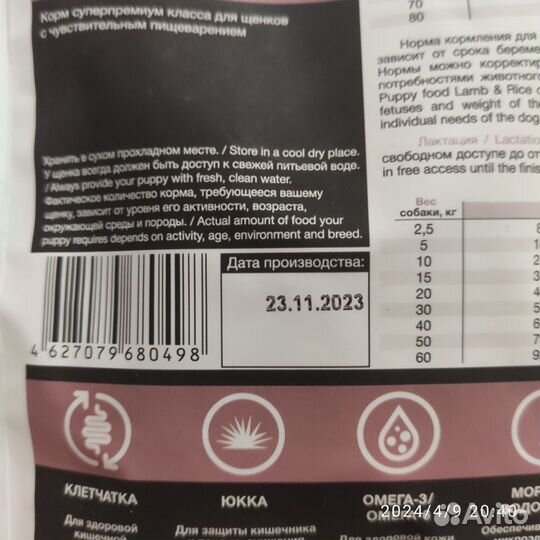 Корм суперпремиум класса для щенков
с чувствительным пищеварением
Хранить в сухом прохладном месте. / Store in a cool dry place.
У щенка всегда должен быть доступ к свежей питьевой воде.
/ Always provide your puppy with fresh, clean water.
Фактическое количество корма, требующееся вашему
щенку, зависит от уровня его активности, возраста,
окружающей среды и породы. / Actual amount of food your
puppy requires depends on activity, age, environment and breed.
70
80
Норма кормления для
зависит от срока береме
Нормы можно корректир
потребностями животного
Puppy food Lamb & Rice
fetuses and weight of the
individual needs of the dog
Лактация / Lactatio
свободном доступе до от
in free access until the finis
Вес
собаки, кг
2,5
5
10
15
20
30
40
50
60
Дата производства:
23.11.2023
4 627079 680498
КЛЕТЧАТКА
Для здоровой
кишечной
ЮККА
Для защиты кишечника
ОМЕГА-3/
Для здоровой кожи
МОР
Обеспечива
2024/4/9 20:40
Avito